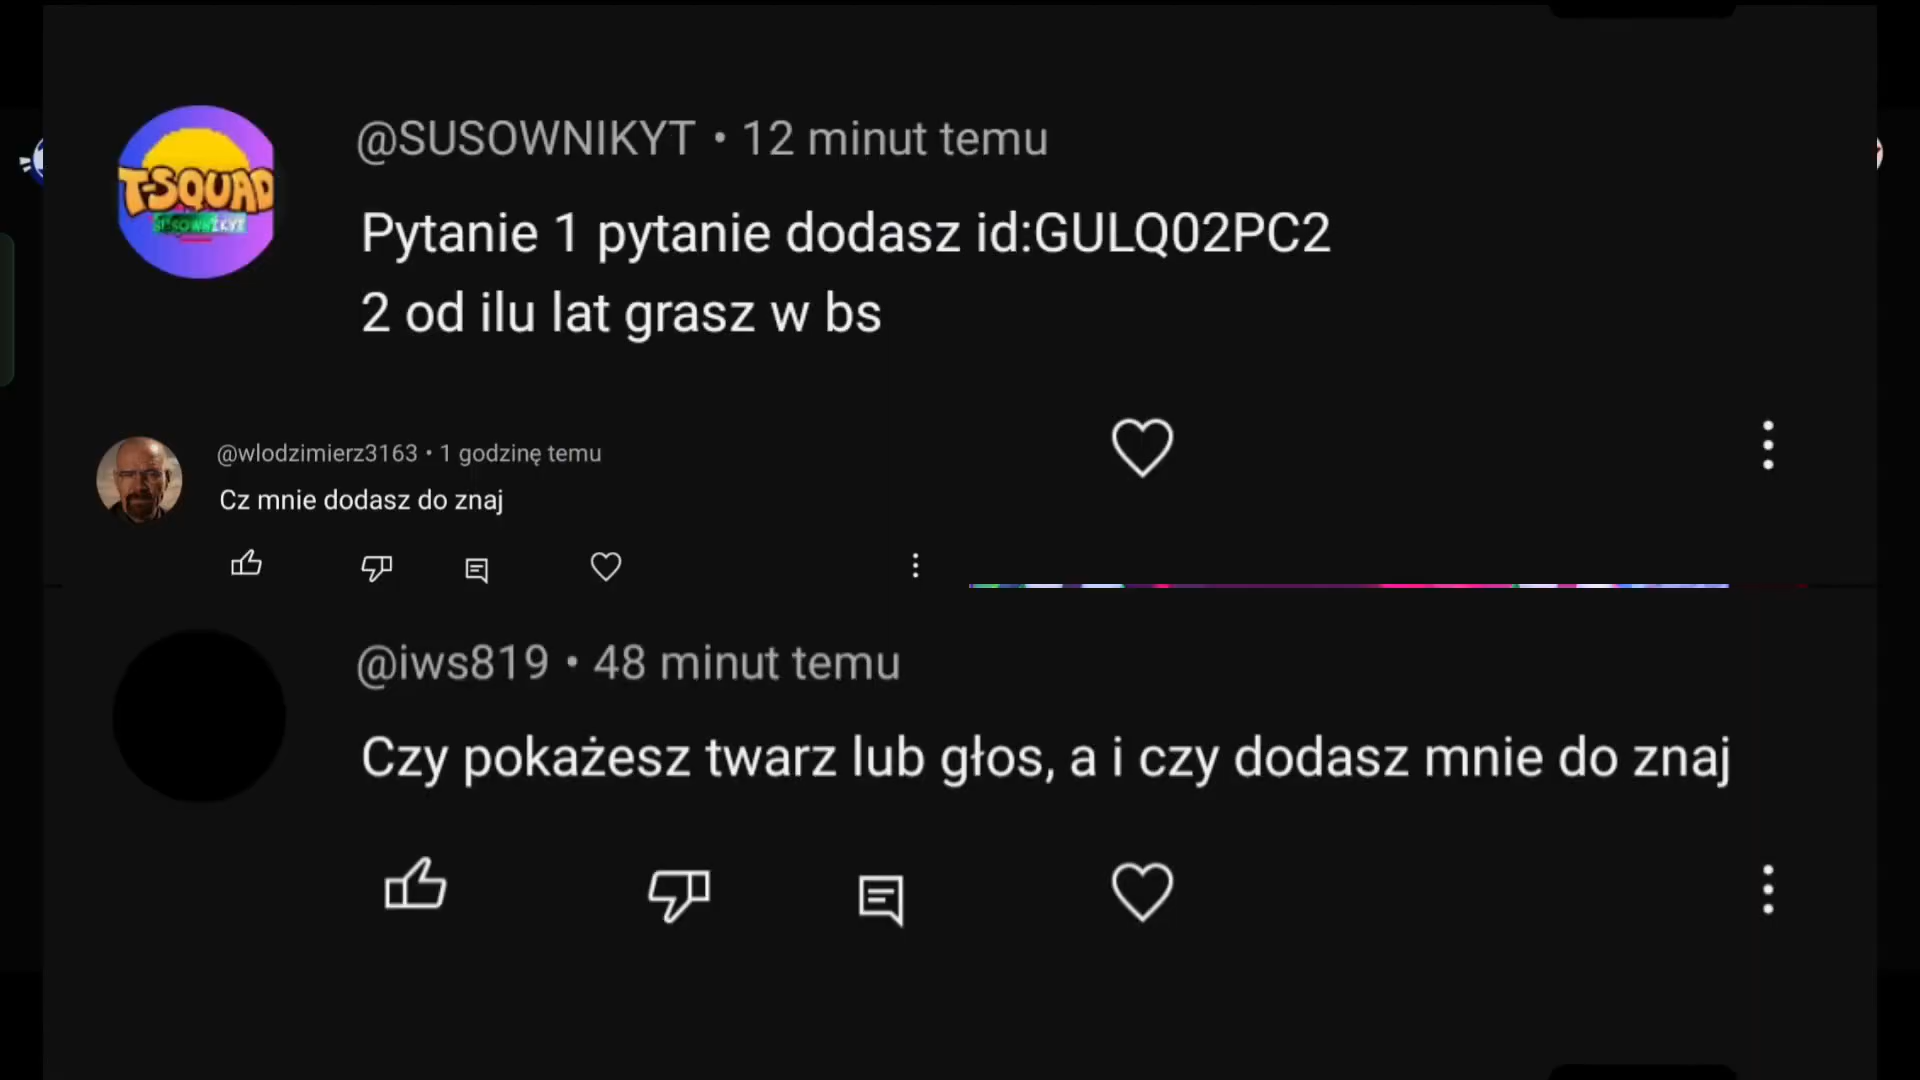 T-SQUAD
SUSOWNIKYT
@SUSOWNIKYT • 12 minut temu
Pytanie 1 pytanie dodasz id:GULQ02PC2
2 od ilu lat grasz w bs
@wlodzimierz3163 • 1 godzinę temu
Cz mnie dodasz do znaj
@iws819 • 48 minut temu
Czy pokażesz twarz lub głos, a i czy dodasz mnie do znaj